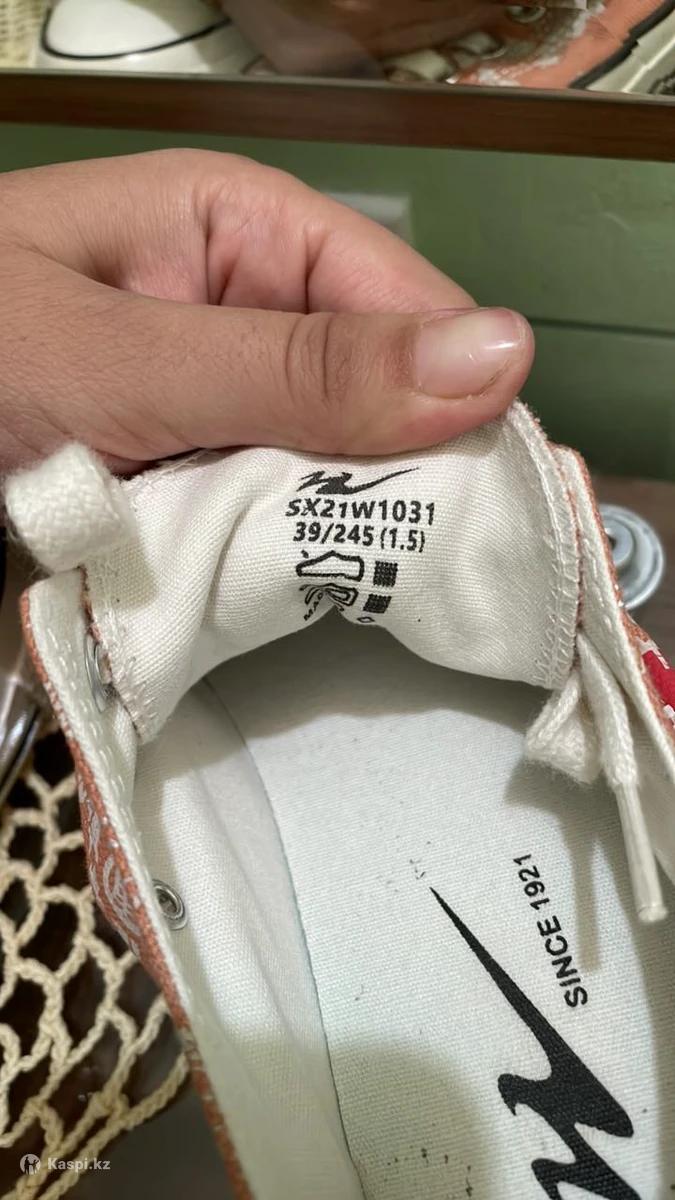 SX21W1031
39/245 (1.5)
SINCE 1921
Kaspi.kz